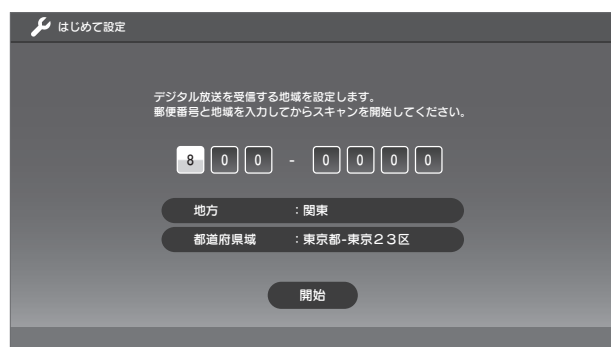 はじめて設定
デジタル放送を受信する地域を設定します。
郵便番号と地域を入力してからスキャンを開始してください。
8 0 0 - 0 0 0 0
地方 ：関東
都道府県域 ：東京都-東京２３区
開始